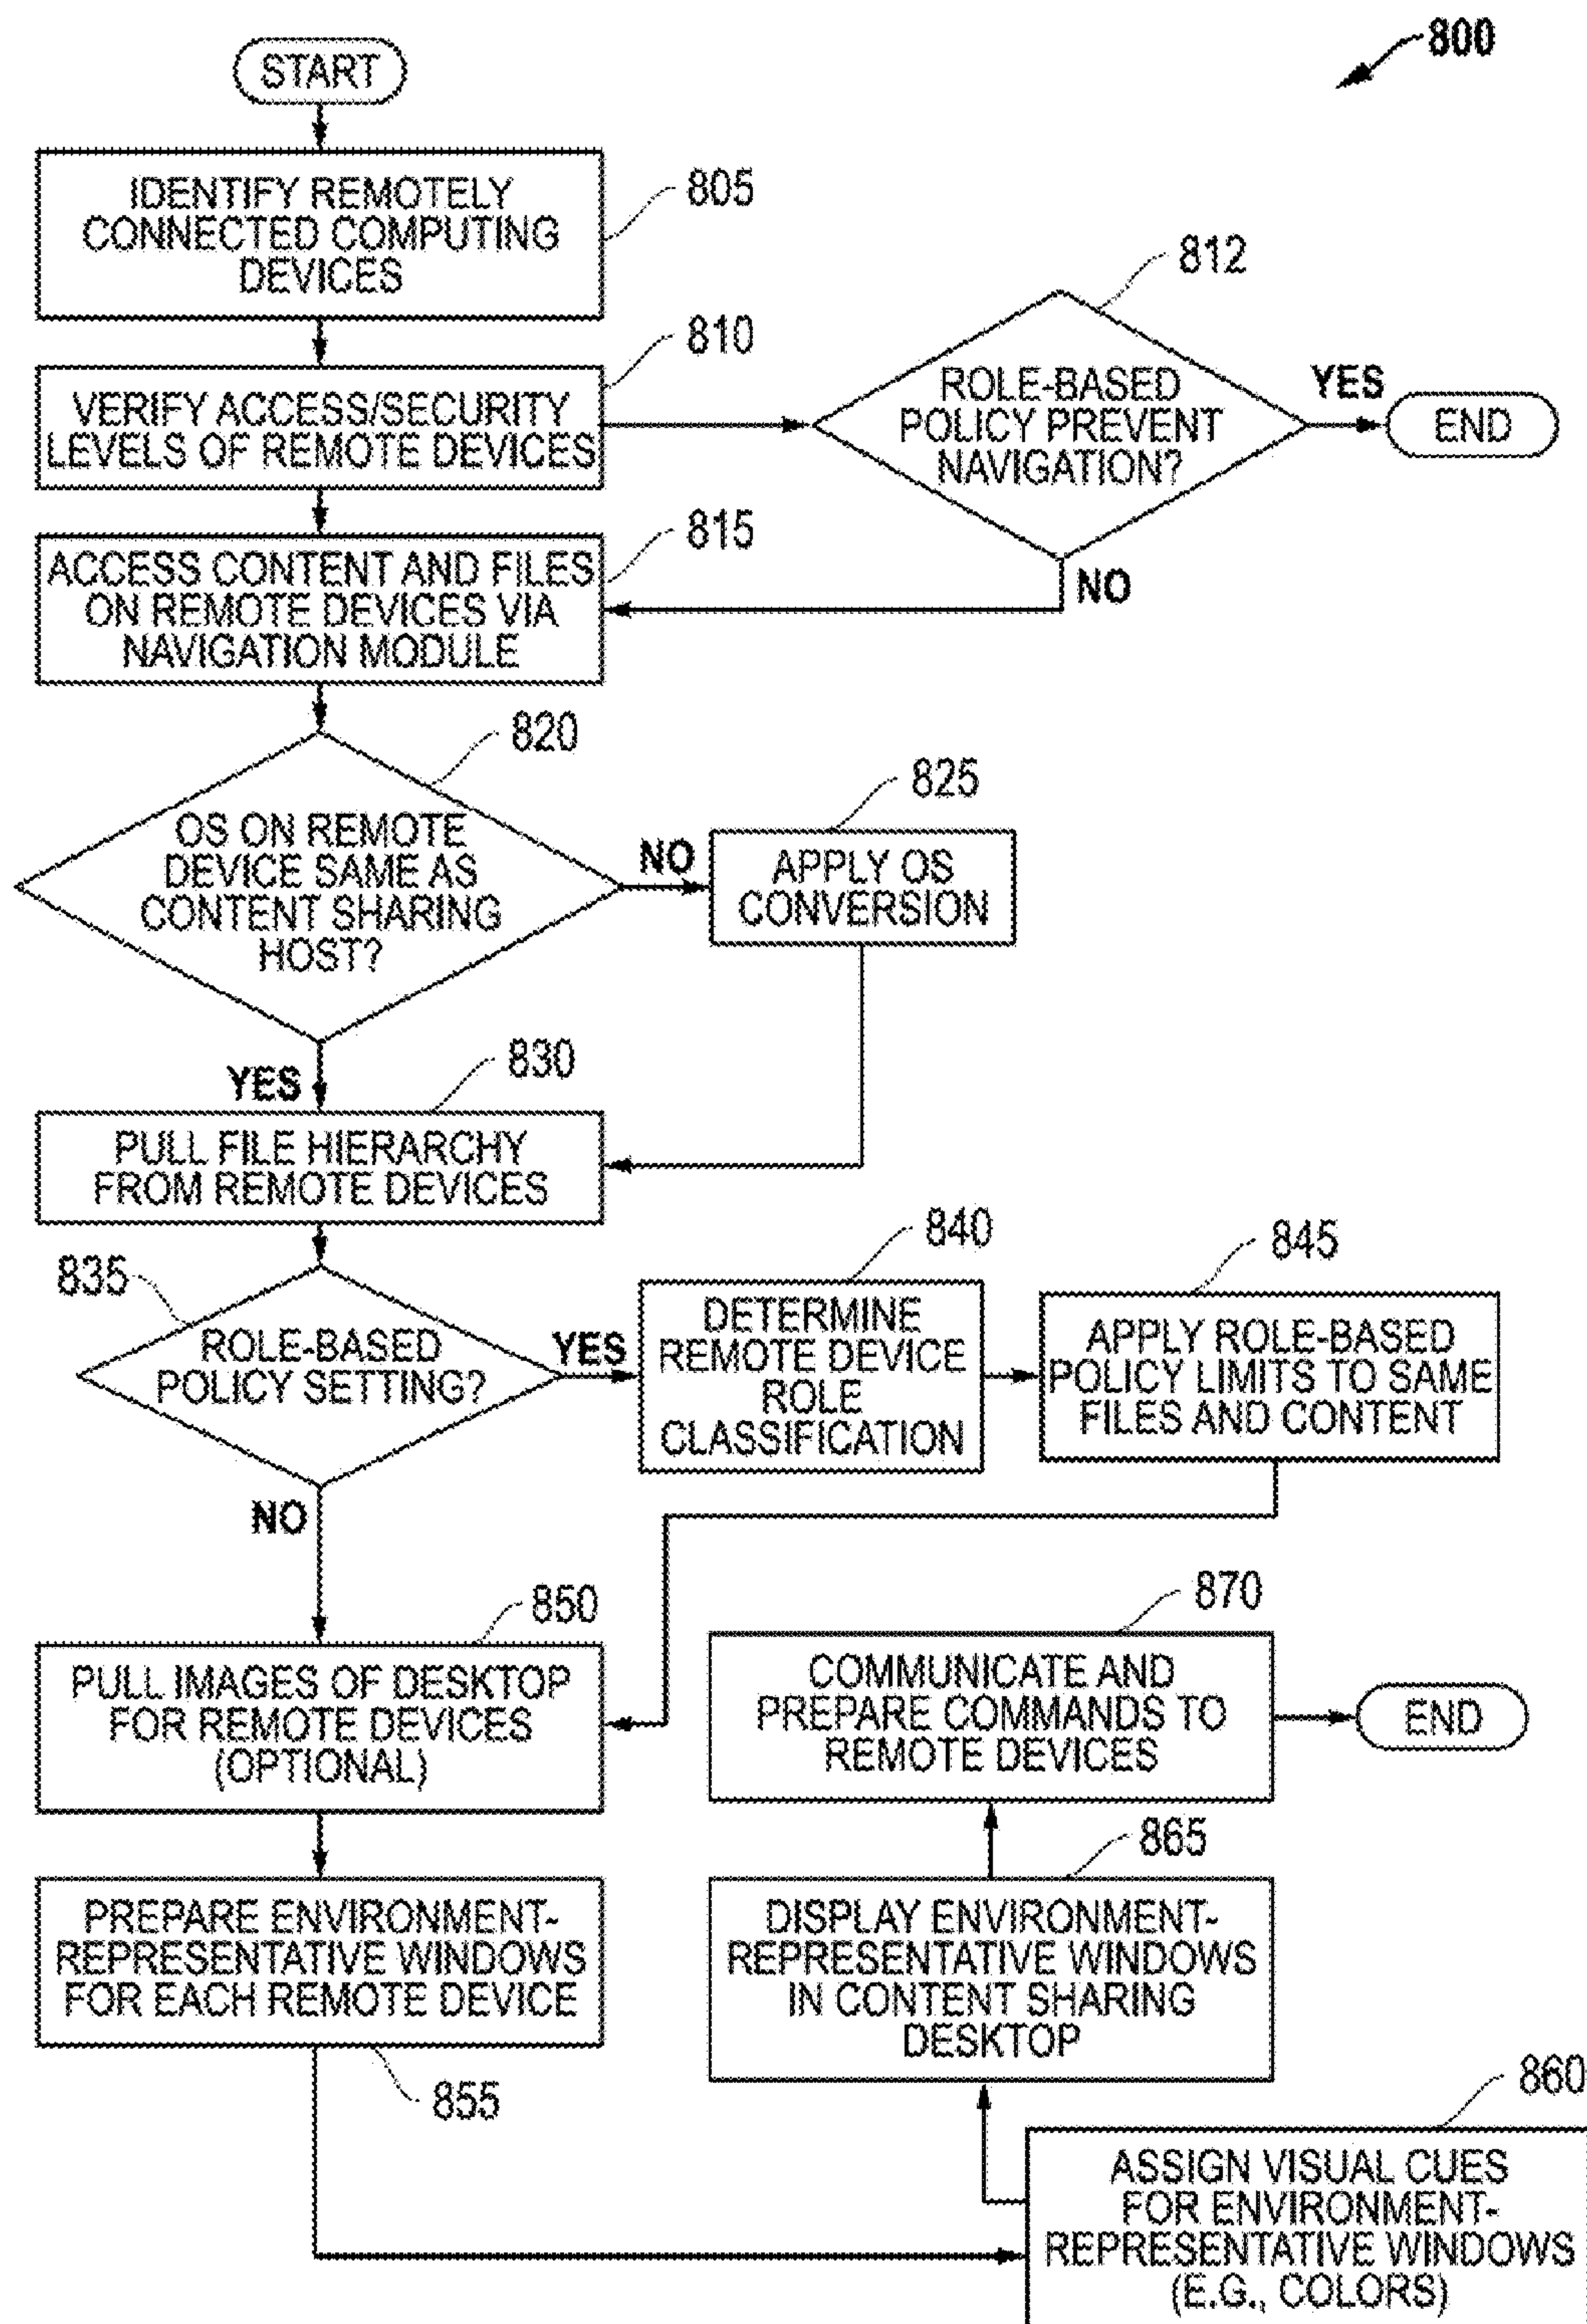 800
START
IDENTIFY REMOTELY
CONNECTED COMPUTING
DEVICES
805
VERIFY ACCESS/SECURITY
LEVELS OF REMOTE DEVICES
810
ROLE-BASED
POLICY PREVENT
NAVIGATION?
812
YES
END
NO
ACCESS CONTENT AND FILES
ON REMOTE DEVICES VIA
NAVIGATION MODULE
815
OS ON REMOTE
DEVICE SAME AS
CONTENT SHARING
HOST?
820
NO
APPLY OS
CONVERSION
825
YES
PULL FILE HIERARCHY
FROM REMOTE DEVICES
830
835
ROLE-BASED
POLICY SETTING?
YES
DETERMINE
REMOTE DEVICE
ROLE
CLASSIFICATION
840
APPLY ROLE-BASED
POLICY LIMITS TO SAME
FILES AND CONTENT
845
NO
PULL IMAGES OF DESKTOP
FOR REMOTE DEVICES
(OPTIONAL)
850
COMMUNICATE AND
PREPARE COMMANDS TO
REMOTE DEVICES
870
END
PREPARE ENVIRONMENT-
REPRESENTATIVE WINDOWS
FOR EACH REMOTE DEVICE
855
DISPLAY ENVIRONMENT-
REPRESENTATIVE WINDOWS
IN CONTENT SHARING
DESKTOP
865
860
ASSIGN VISUAL CUES
FOR ENVIRONMENT-
REPRESENTATIVE WINDOWS
(E.G., COLORS)